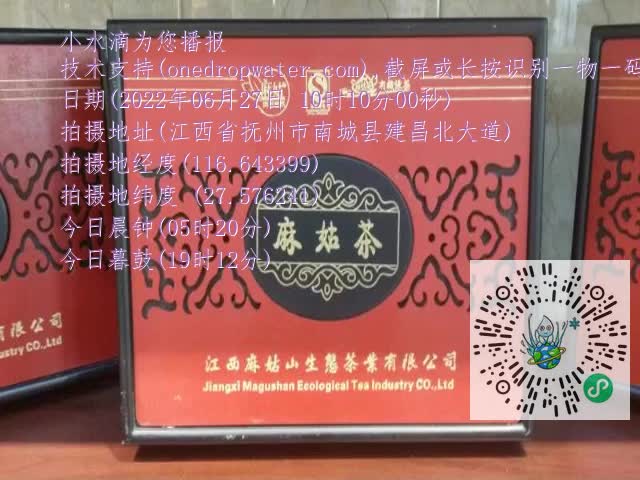 小水滴为您播报
技术支持(onedropwater.com) 截屏或长按识别一物一码
日期(2022年06月27日 10时10分00秒)
拍摄地址(江西省抚州市南城县建昌北大道)
拍摄地经度(116.643399)
拍摄地纬度 (27.576241)
今日晨钟(05时20分)
今日暮鼓(19时12分)
麻姑茶
江西麻姑山生態茶業有限公司
Jiangxi Magushan Ecological Tea Industry CO.,Ltd
有限公司
ustry CO.,Ltd
江西
Jiangxi